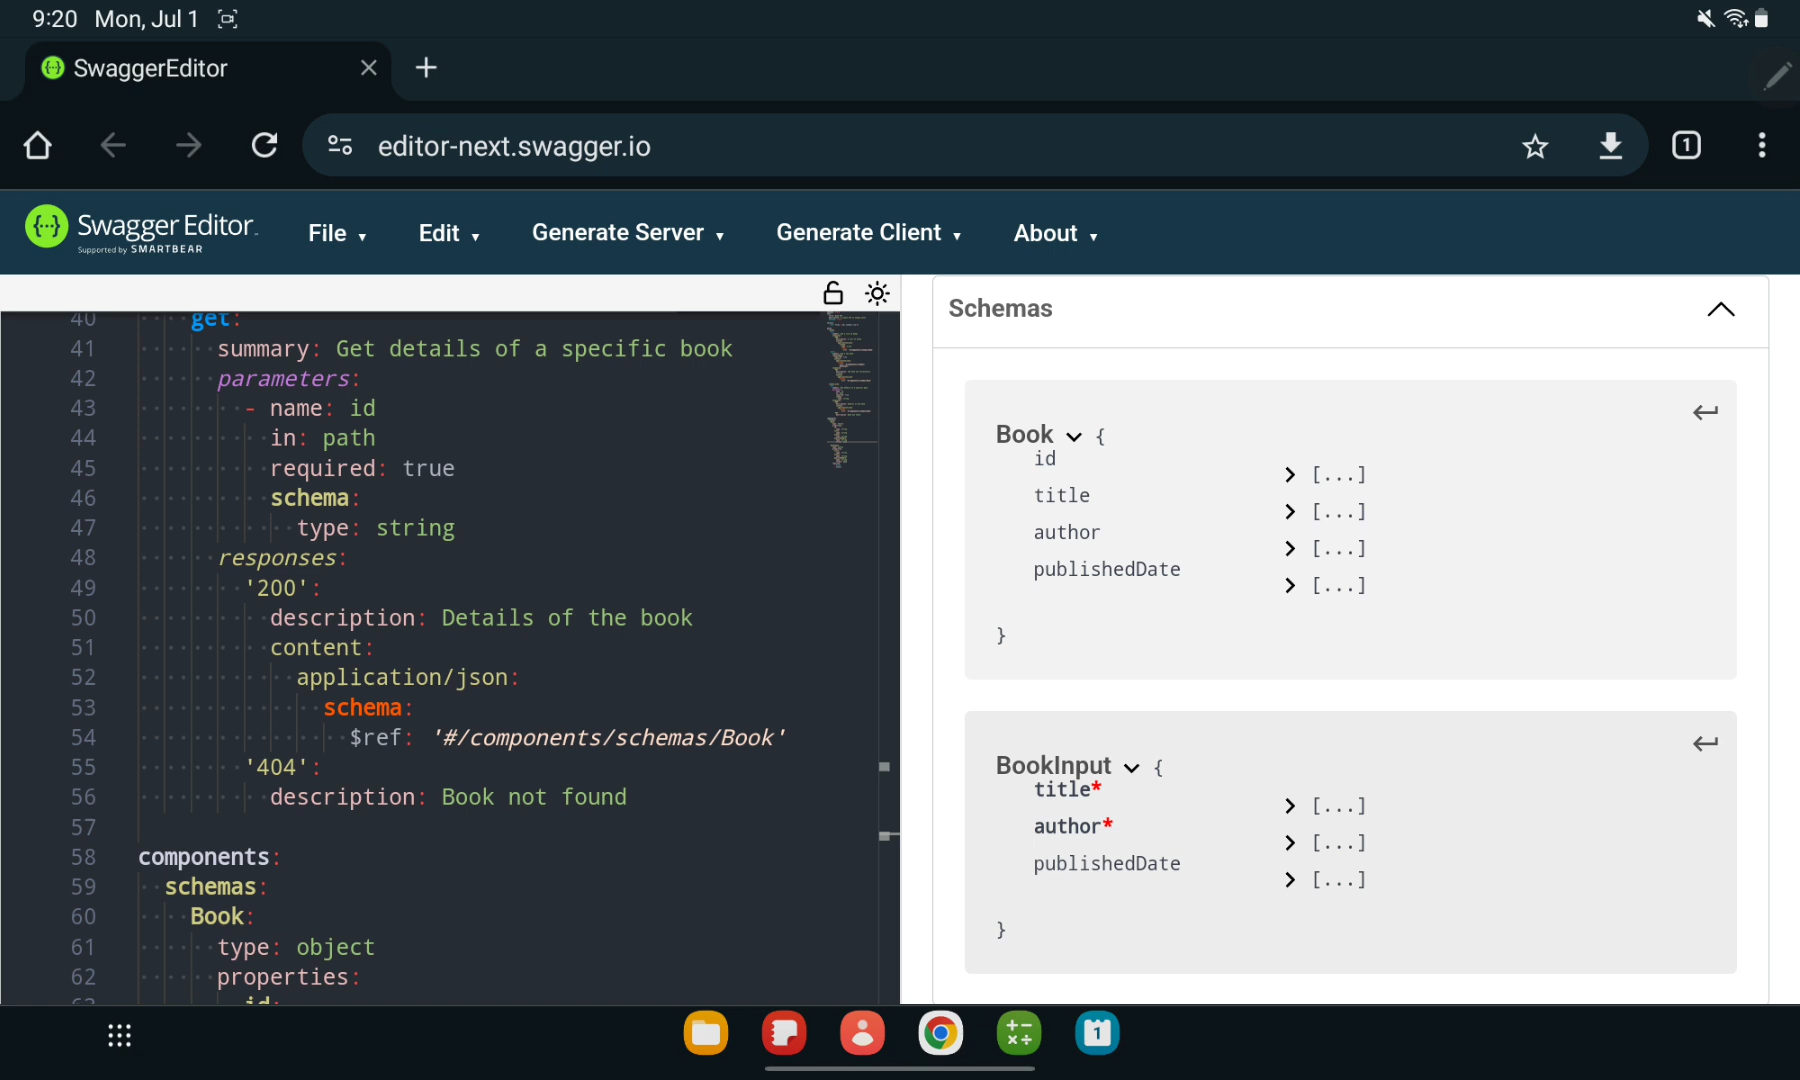 9:20 Mon, Jul 1
SwaggerEditor
editor-next.swagger.io
1
Swagger Editor
Supported by SMARTBEAR
File
Edit
Generate Server
Generate Client
About
40 get:
41 summary: Get details of a specific book
42 parameters:
43 - name: id
44 in: path
45 required: true
46 schema:
47 type: string
48 responses:
49 '200':
50 description: Details of the book
51 content:
52 application/json:
53 schema:
54 $ref: '#/components/schemas/Book'
55 '404':
56 description: Book not found
57
58 components:
59 schemas:
60 Book:
61 type: object
62 properties:
63 id:
Schemas
Book {
id
[...]
title
[...]
author
[...]
publishedDate
[...]
}
BookInput {
title*
[...]
author*
[...]
publishedDate
[...]
}
1